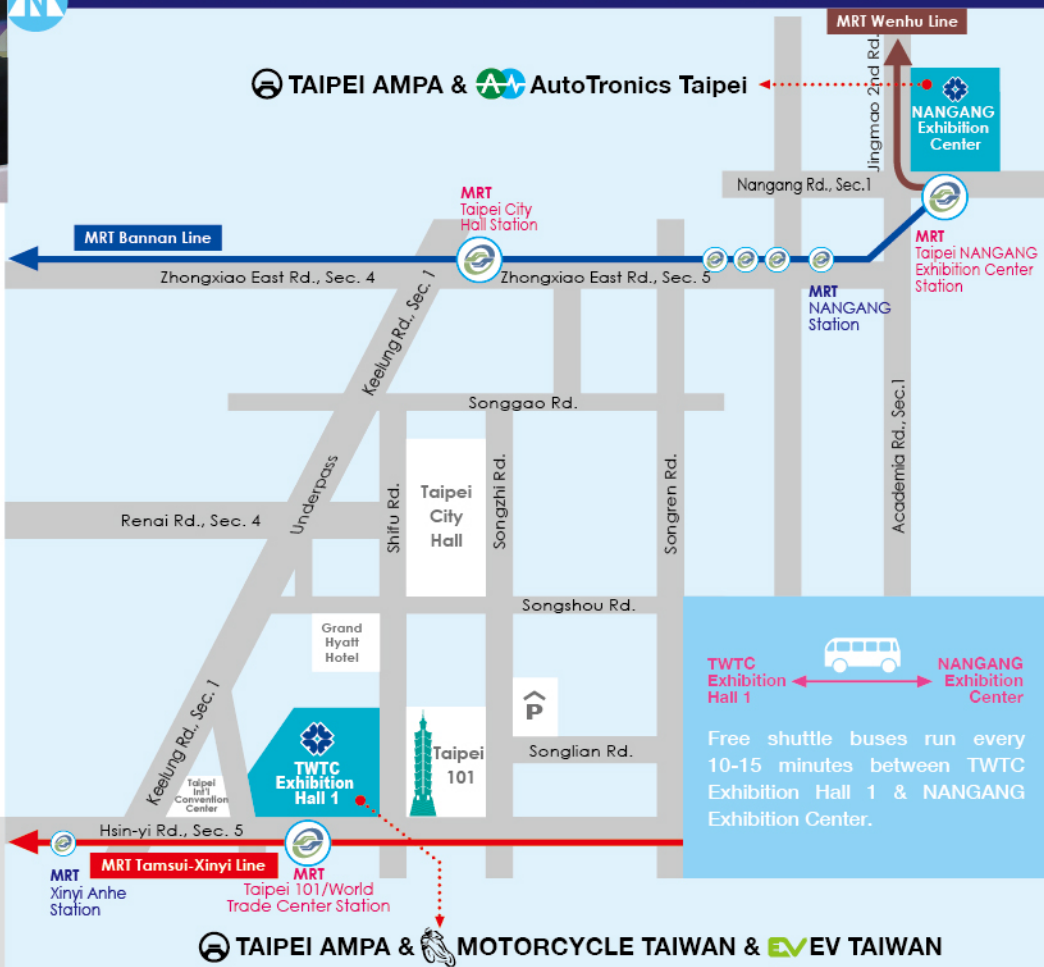 N
MRT Wenhu Line
TAIPEI AMPA & AutoTronics Taipei
Jingmao 2nd Rd.
NANGANG
Exhibition
Center
Nangang Rd., Sec.1
MRT
Taipei City
Hall Station
MRT Bannan Line
MRT
Taipei NANGANG
Exhibition Center
Station
Zhongxiao East Rd., Sec. 4
Zhongxiao East Rd., Sec. 5
MRT
NANGANG
Station
Keelung Rd., Sec. 1
Songgao Rd.
Underpass
Shifu Rd.
Taipei
City
Hall
Songzhi Rd.
Songren Rd.
Academia Rd., Sec.1
Renai Rd., Sec. 4
Songshou Rd.
Grand
Hyatt
Hotel
TWTC
Exhibition
Hall 1
NANGANG
Exhibition
Center
Free shuttle buses run every
10-15 minutes between TWTC
Exhibition Hall 1 & NANGANG
Exhibition Center.
Keelung Rd., Sec. 1
P
TWTC
Exhibition
Hall 1
Taipei
101
Songlian Rd.
Taipei
Int'l
Convention
Center
Hsin-yi Rd., Sec. 5
MRT Tamsui-Xinyi Line
MRT
Xinyi Anhe
Station
MRT
Taipei 101/World
Trade Center Station
TAIPEI AMPA & MOTORCYCLE TAIWAN & EV EV TAIWAN